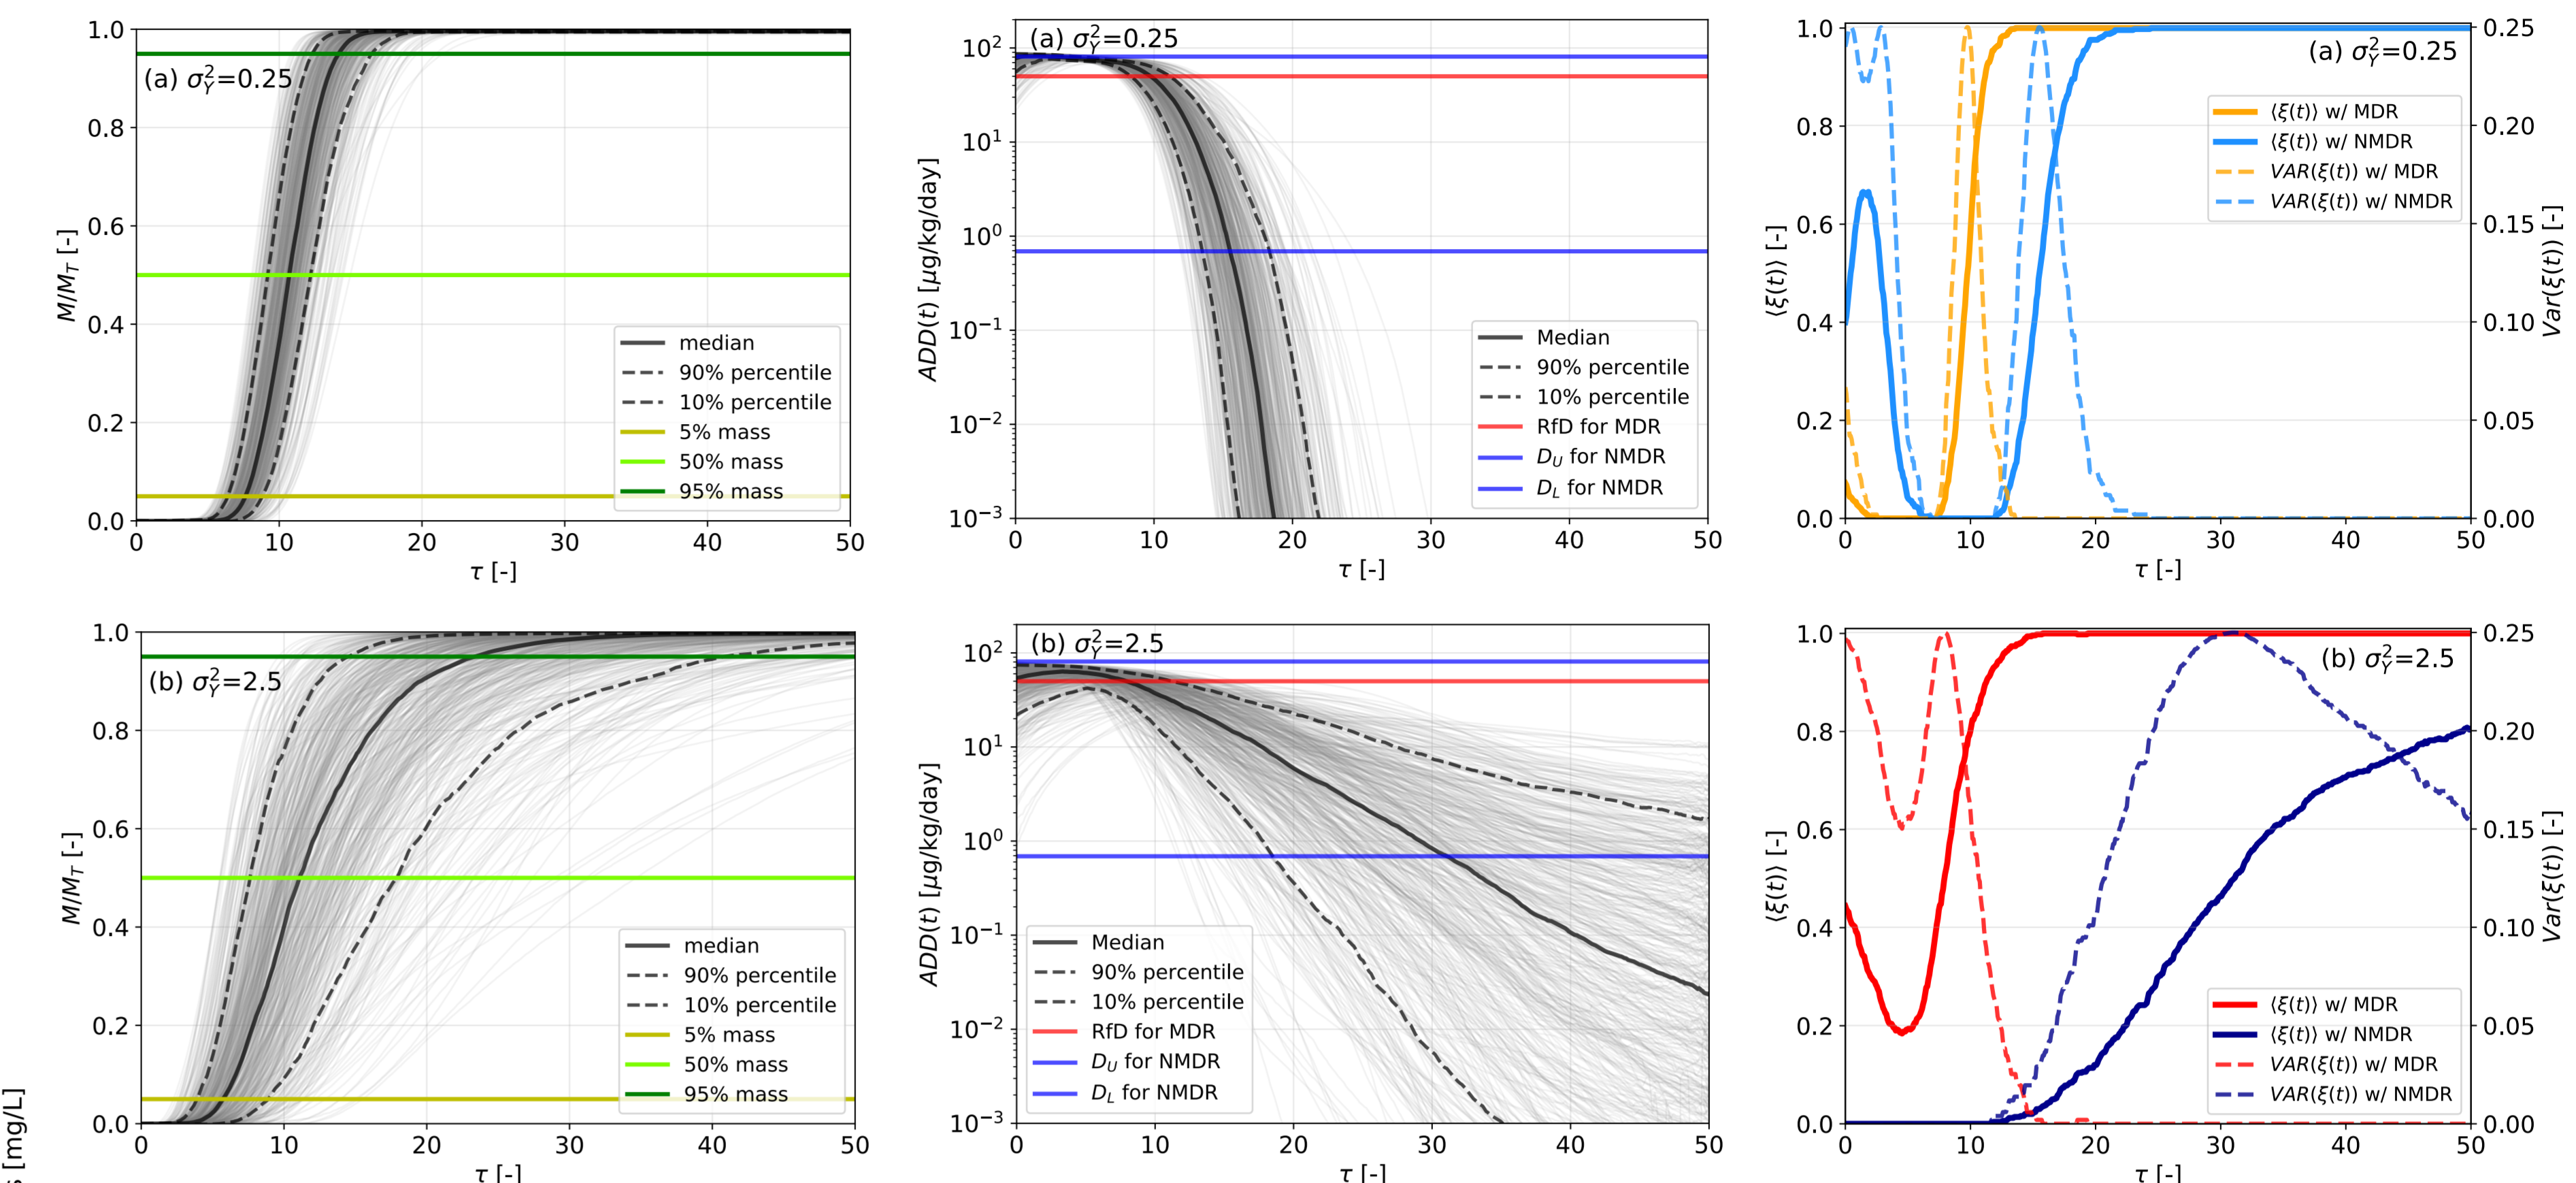 (a) σ²_Y=0.25
1.0
0.8
0.6
0.4
0.2
0.0
M/M_T [-]
median
90% percentile
10% percentile
5% mass
50% mass
95% mass
0 10 20 30 40 50
τ [-]
(a) σ²_Y=0.25
10²
10¹
10⁰
10⁻¹
10⁻²
10⁻³
ADD(t) [μg/kg/day]
Median
90% percentile
10% percentile
RfD for MDR
D_U for NMDR
D_L for NMDR
0 10 20 30 40 50
τ [-]
(a) σ²_Y=0.25
1.0
0.8
0.6
0.4
0.2
0.0
⟨ξ(t)⟩ [-]
⟨ξ(t)⟩ w/ MDR
⟨ξ(t)⟩ w/ NMDR
VAR(ξ(t)) w/ MDR
VAR(ξ(t)) w/ NMDR
0.25
0.20
0.15
0.10
0.05
0.00
Var(ξ(t)) [-]
0 10 20 30 40 50
τ [-]
(b) σ²_Y=2.5
1.0
0.8
0.6
0.4
0.2
0.0
M/M_T [-]
median
90% percentile
10% percentile
5% mass
50% mass
95% mass
0 10 20 30 40 50
τ [-]
(b) σ²_Y=2.5
10²
10¹
10⁰
10⁻¹
10⁻²
10⁻³
ADD(t) [μg/kg/day]
Median
90% percentile
10% percentile
RfD for MDR
D_U for NMDR
D_L for NMDR
0 10 20 30 40 50
τ [-]
(b) σ²_Y=2.5
1.0
0.8
0.6
0.4
0.2
0.0
⟨ξ(t)⟩ [-]
⟨ξ(t)⟩ w/ MDR
⟨ξ(t)⟩ w/ NMDR
VAR(ξ(t)) w/ MDR
VAR(ξ(t)) w/ NMDR
0.25
0.20
0.15
0.10
0.05
0.00
Var(ξ(t)) [-]
0 10 20 30 40 50
τ [-]
[mg/L]